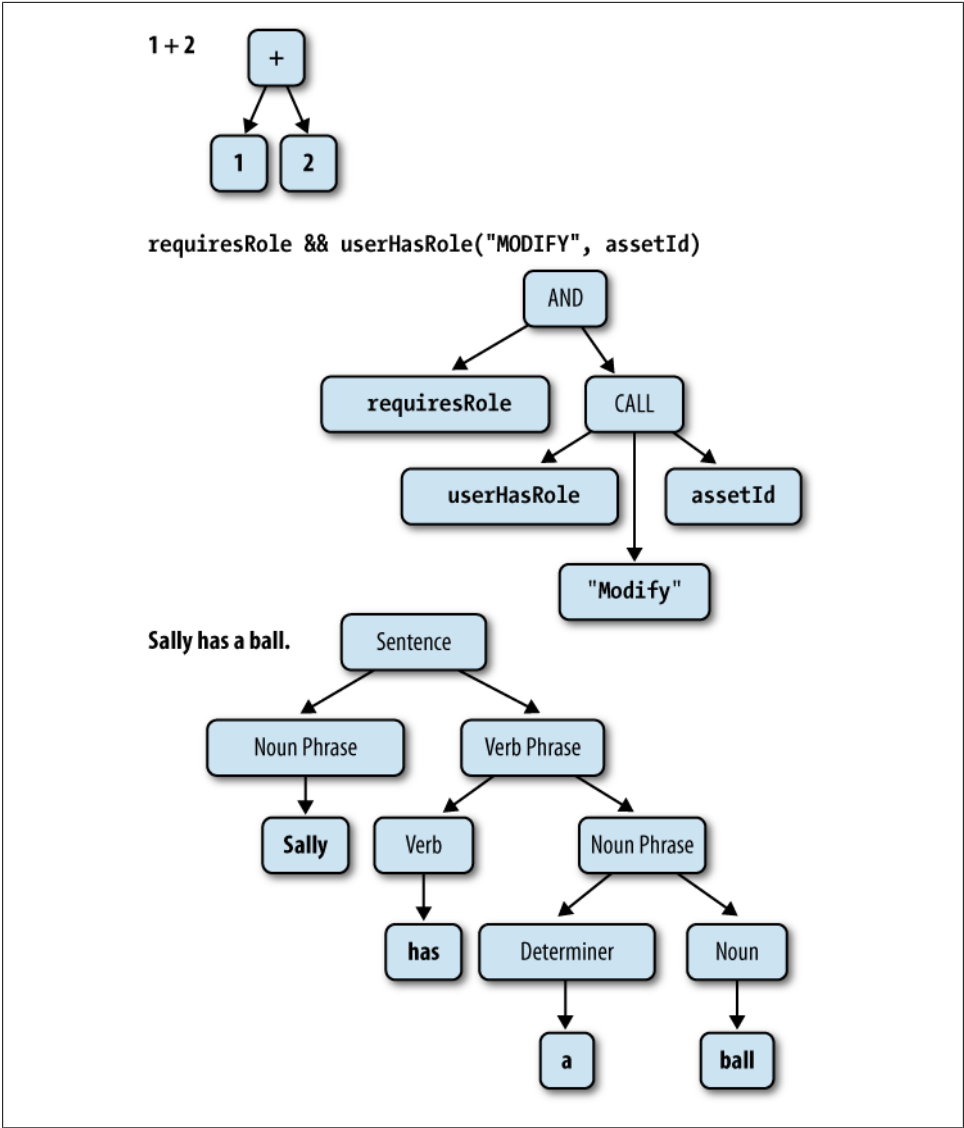 1 + 2
+
1 2
requiresRole && userHasRole("MODIFY", assetId)
AND
requiresRole CALL
userHasRole assetId
"Modify"
Sally has a ball. Sentence
Noun Phrase Verb Phrase
Sally Verb Noun Phrase
has Determiner Noun
a ball